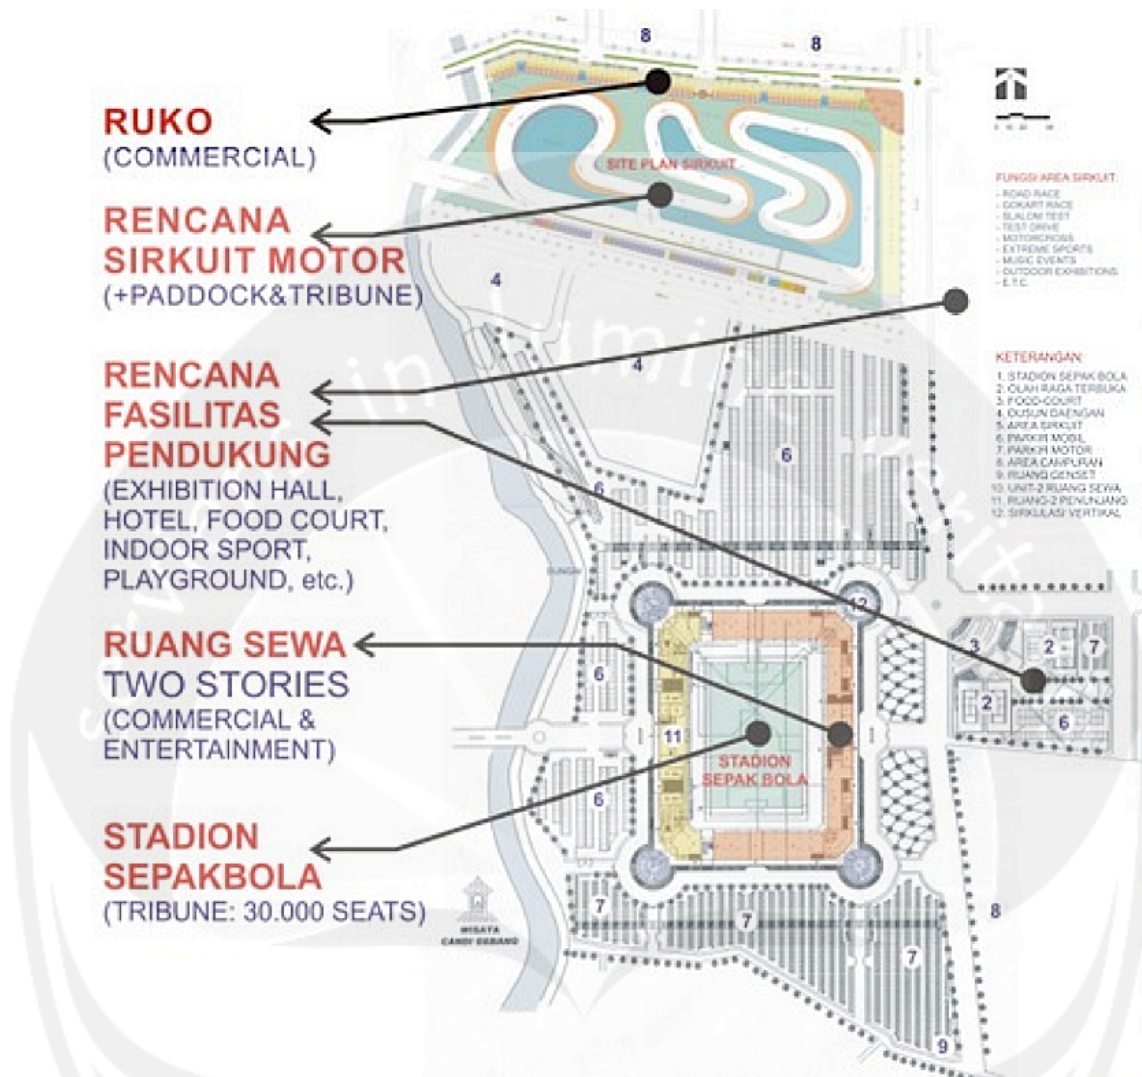 RUKO
(COMMERCIAL)
RENCANA
SIRKUIT MOTOR
(+PADDOCK&TRIBUNE)
RENCANA
FASILITAS
PENDUKUNG
(EXHIBITION HALL,
HOTEL, FOOD COURT,
INDOOR SPORT,
PLAYGROUND, etc.)
RUANG SEWA
TWO STORIES
(COMMERCIAL &
ENTERTAINMENT)
STADION
SEPAKBOLA
(TRIBUNE: 30.000 SEATS)
8
8
SITE PLAN SIRKUIT
4
4
6
6
SUNGAI
12
6
11
STADION
SEPAK BOLA
6
3
2
7
2
6
7
7
7
8
9
WISATA
CANDI GEBANG
FUNGSI AREA SIRKUIT:
- ROAD RACE
- GOKART RACE
- SLALOM TEST
- TEST DRIVE
- MOTORCROSS
- EXTREME SPORTS
- MUSIC EVENTS
- OUTDOOR EXHIBITIONS
- E.T.C.
KETERANGAN:
1. STADION SEPAK BOLA
2. OLAH RAGA TERBUKA
3. FOOD-COURT
4. DUSUN DAENGAN
5. AREA SIRKUIT
6. PARKIR MOBIL
7. PARKIR MOTOR
8. AREA CAMPURAN
9. RUANG GENSET
10. UNIT-2 RUANG SEWA
11. RUANG-2 PENUNJANG
12. SIRKULASI VERTIKAL